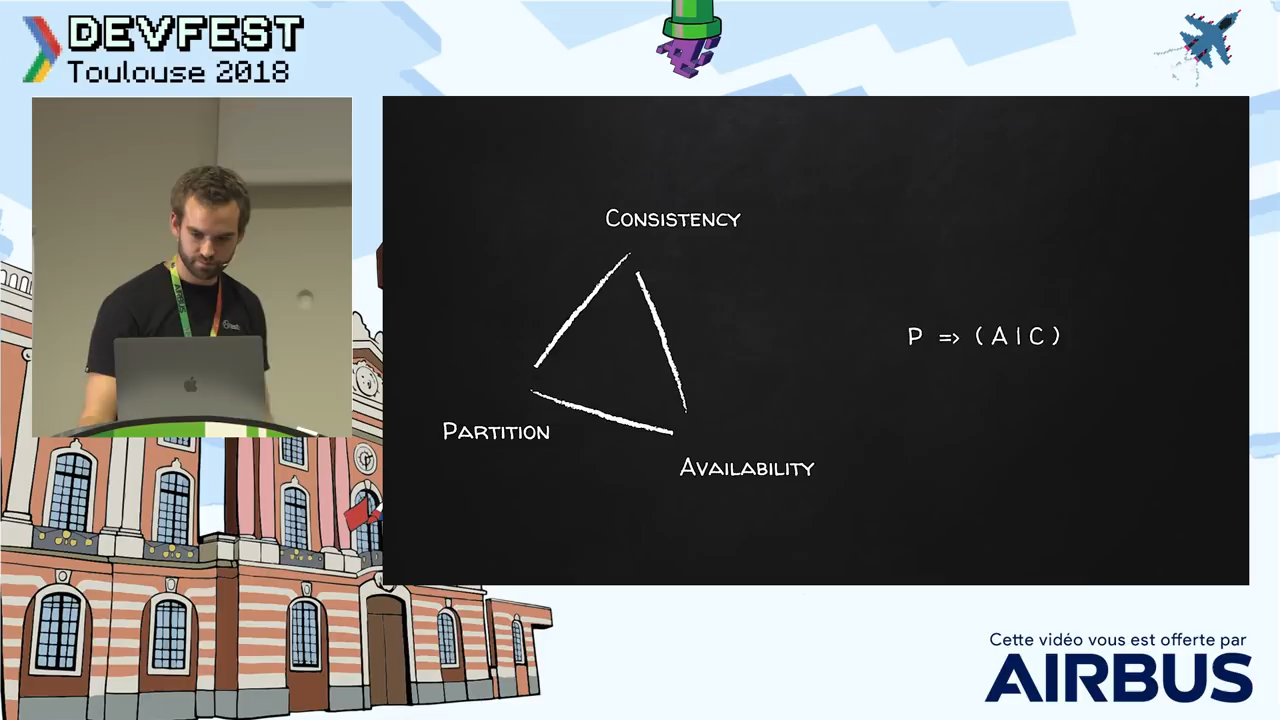 DEVFEST
Toulouse 2018
CONSISTENCY
P => ( A | C )
PARTITION
AVAILABILITY
Cette vidéo vous est offerte par
AIRBUS